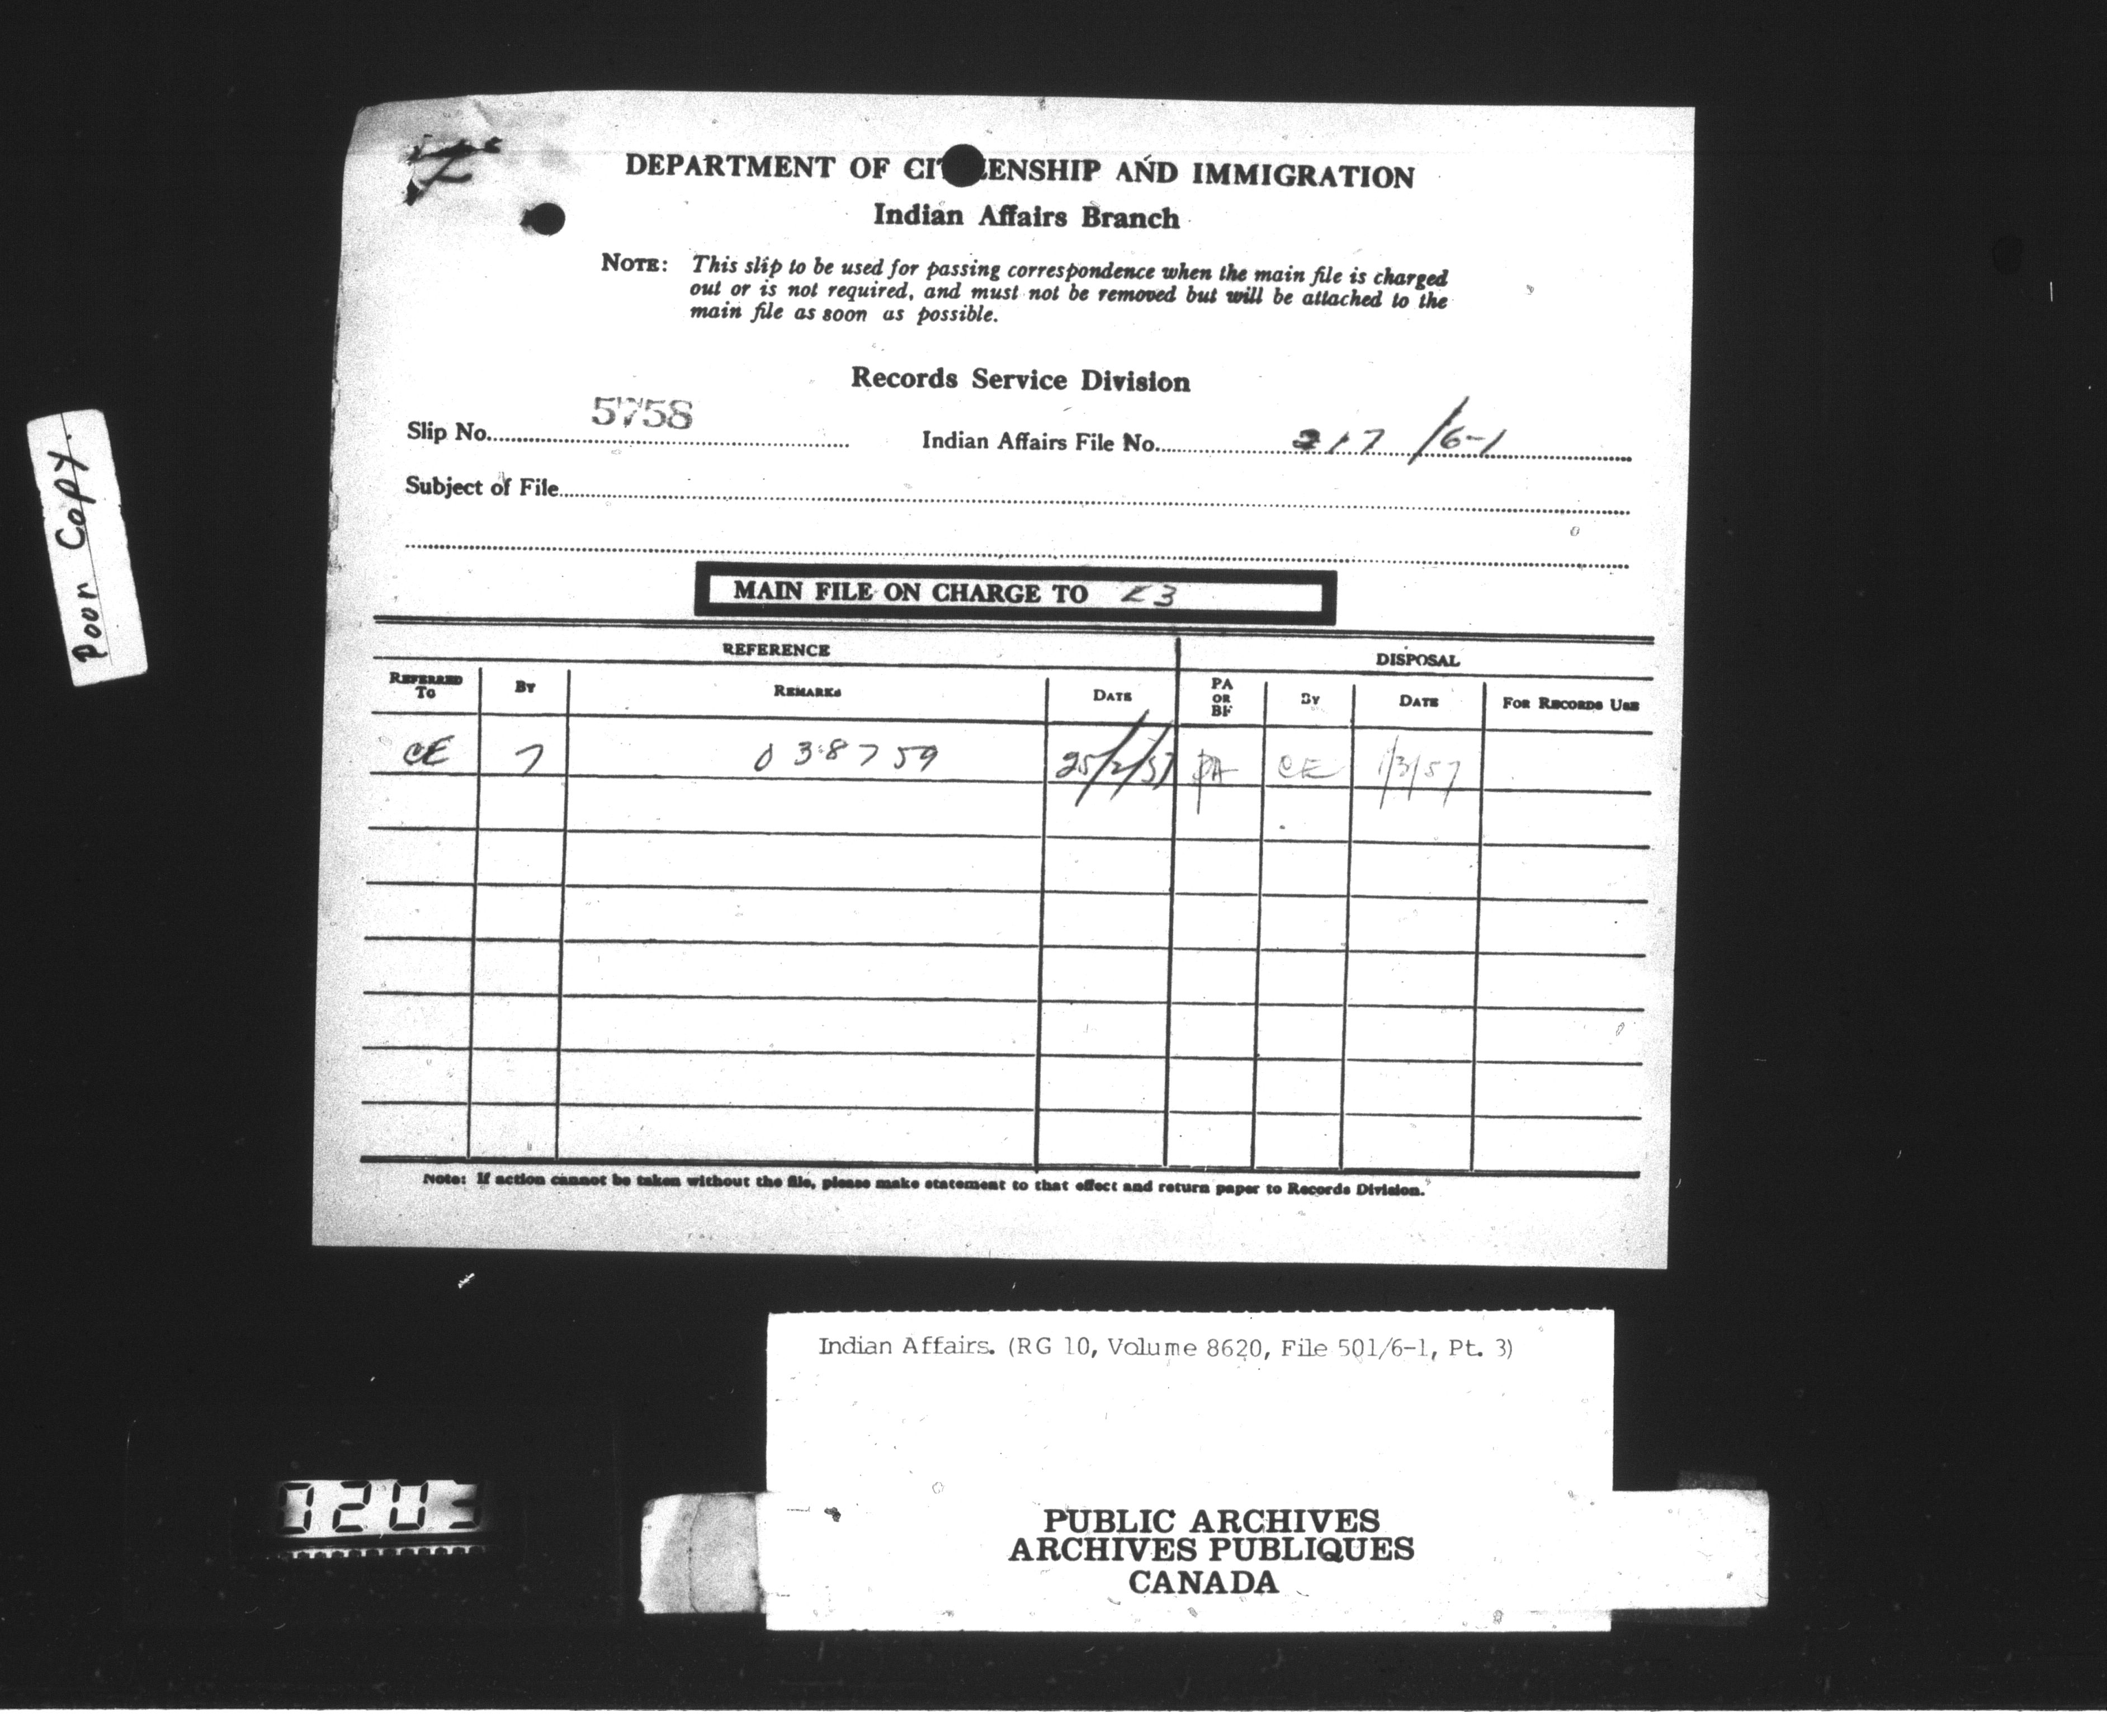 DEPARTMENT OF CITIZENSHIP AND IMMIGRATION
Indian Affairs Branch
NOTE: This slip to be used for passing correspondence when the main file is charged
out or is not required, and must not be removed but will be attached to the
main file as soon as possible.
Records Service Division
Slip No. 5758 Indian Affairs File No. 317/6-1
Subject of File
MAIN FILE ON CHARGE TO
REFERENCE DISPOSAL
REFERRED TO BY REMARKS DATE PA OR BF BY DATE FOR RECORDS USE
CE 7 038759 25/2/57 PA CE 1/3/57
Note: If action cannot be taken without the file, please make statement to that effect and return paper to Records Division.
Poor Copy.
Indian Affairs. (RG 10, Volume 8620, File 501/6-1, Pt. 3)
0203
PUBLIC ARCHIVES
ARCHIVES PUBLIQUES
CANADA